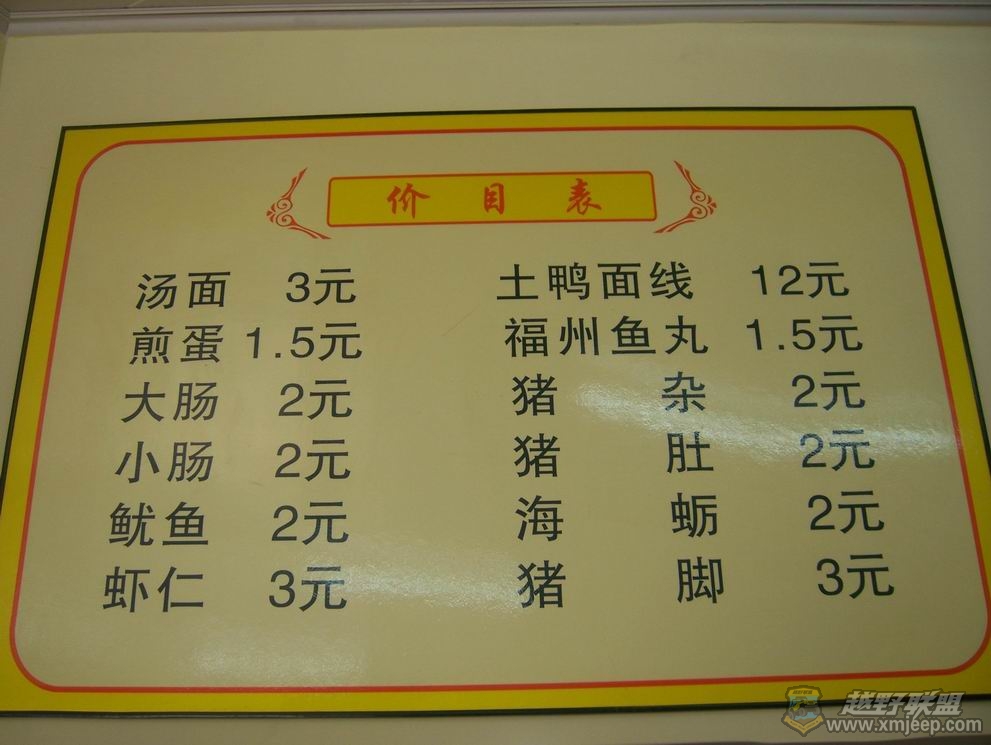 价目表
汤面 3元 土鸭面线 12元
煎蛋 1.5元 福州鱼丸 1.5元
大肠 2元 猪杂 2元
小肠 2元 猪肚 2元
鱿鱼 2元 海蛎 2元
虾仁 3元 猪脚 3元
越野联盟
www.xmjeep.com